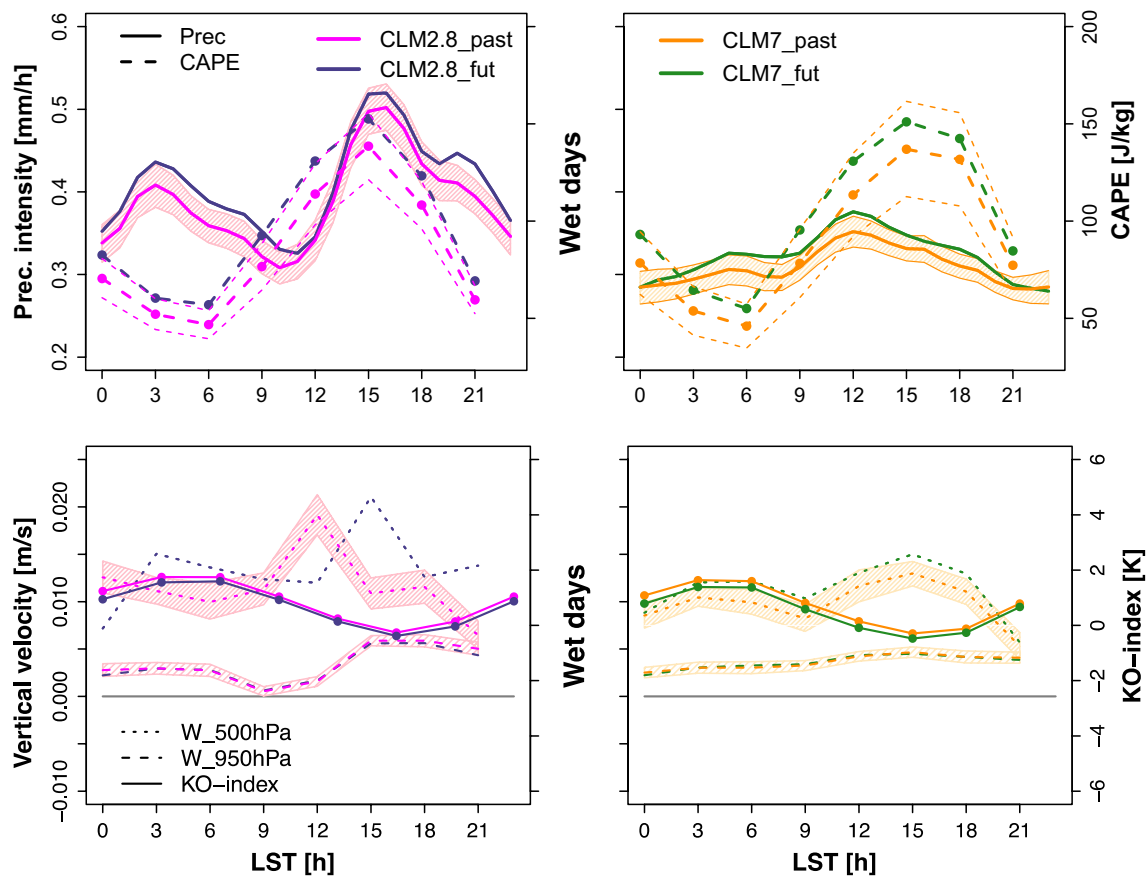 Prec. intensity [mm/h]
0.2 0.3 0.4 0.5 0.6
Prec
CAPE
CLM2.8_past
CLM2.8_fut
0 3 6 9 12 15 18 21
Wet days
CLM7_past
CLM7_fut
0 3 6 9 12 15 18 21
50 100 150 200
CAPE [J/kg]
Vertical velocity [m/s]
−0.010 0.000 0.010 0.020
W_500hPa
W_950hPa
KO−index
0 3 6 9 12 15 18 21
LST [h]
Wet days
0 3 6 9 12 15 18 21
LST [h]
−6 −4 −2 0 2 4 6
KO−index [K]